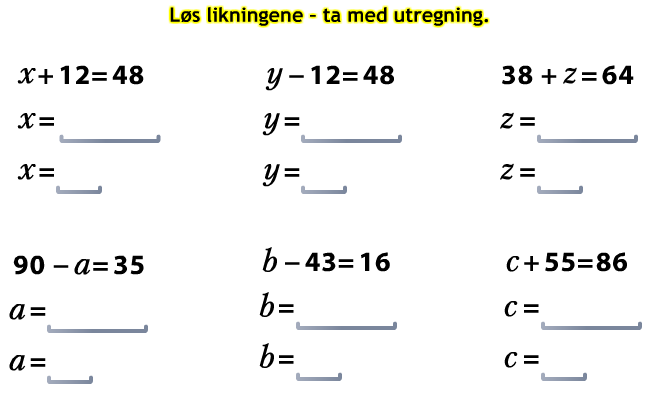 Løs likningene – ta med utregning.
x + 12 = 48
x =
x =
y – 12 = 48
y =
y =
38 + z = 64
z =
z =
90 – a = 35
a =
a =
b – 43 = 16
b =
b =
c + 55 = 86
c =
c =